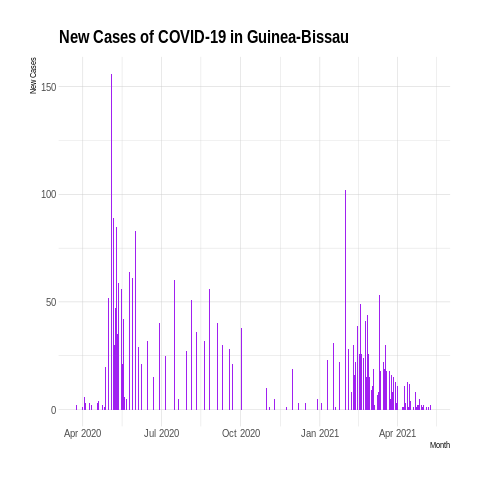 New Cases of COVID-19 in Guinea-Bissau
New Cases
150
100
50
0
Apr 2020 Jul 2020 Oct 2020 Jan 2021 Apr 2021
Month